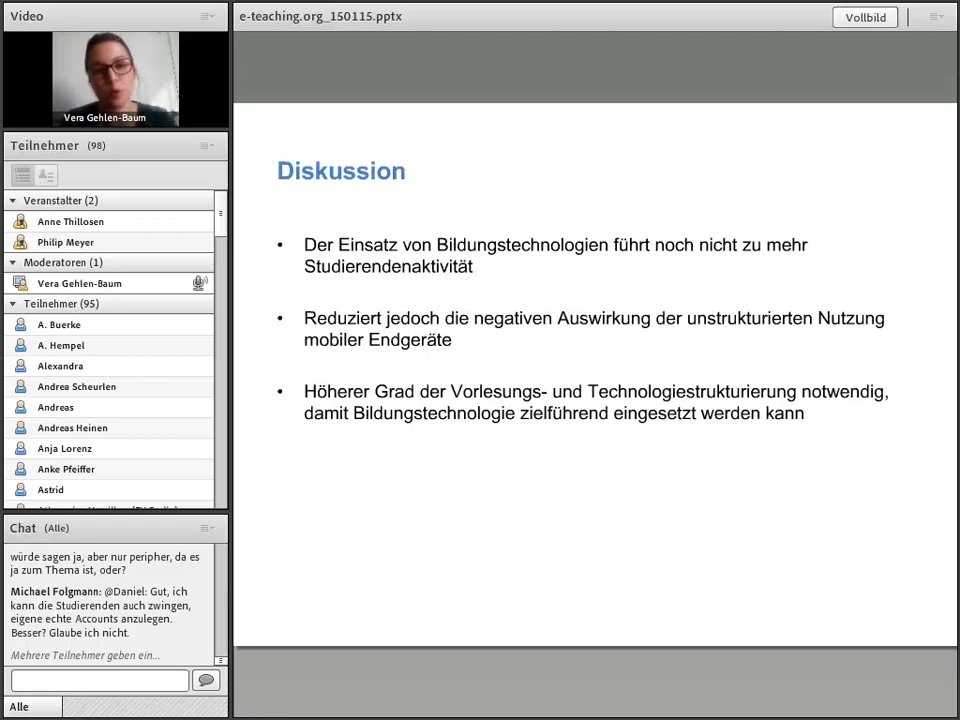 Video
Vera Gehlen-Baum
Teilnehmer (98)
Veranstalter (2)
Anne Thillosen
Philip Meyer
Moderatoren (1)
Vera Gehlen-Baum
Teilnehmer (95)
A. Buerke
A. Hempel
Alexandra
Andrea Scheurlen
Andreas
Andreas Heinen
Anja Lorenz
Anke Pfeiffer
Astrid
Chat (Alle)
würde sagen ja, aber nur peripher, da es
ja zum Thema ist, oder?
Michael Folgmann: @Daniel: Gut, ich
kann die Studierenden auch zwingen,
eigene echte Accounts anzulegen.
Besser? Glaube ich nicht.
Mehrere Teilnehmer geben ein...
Alle
e-teaching.org_150115.pptx
Vollbild
Diskussion
• Der Einsatz von Bildungstechnologien führt noch nicht zu mehr
Studierendenaktivität
• Reduziert jedoch die negativen Auswirkung der unstrukturierten Nutzung
mobiler Endgeräte
• Höherer Grad der Vorlesungs- und Technologiestrukturierung notwendig,
damit Bildungstechnologie zielführend eingesetzt werden kann